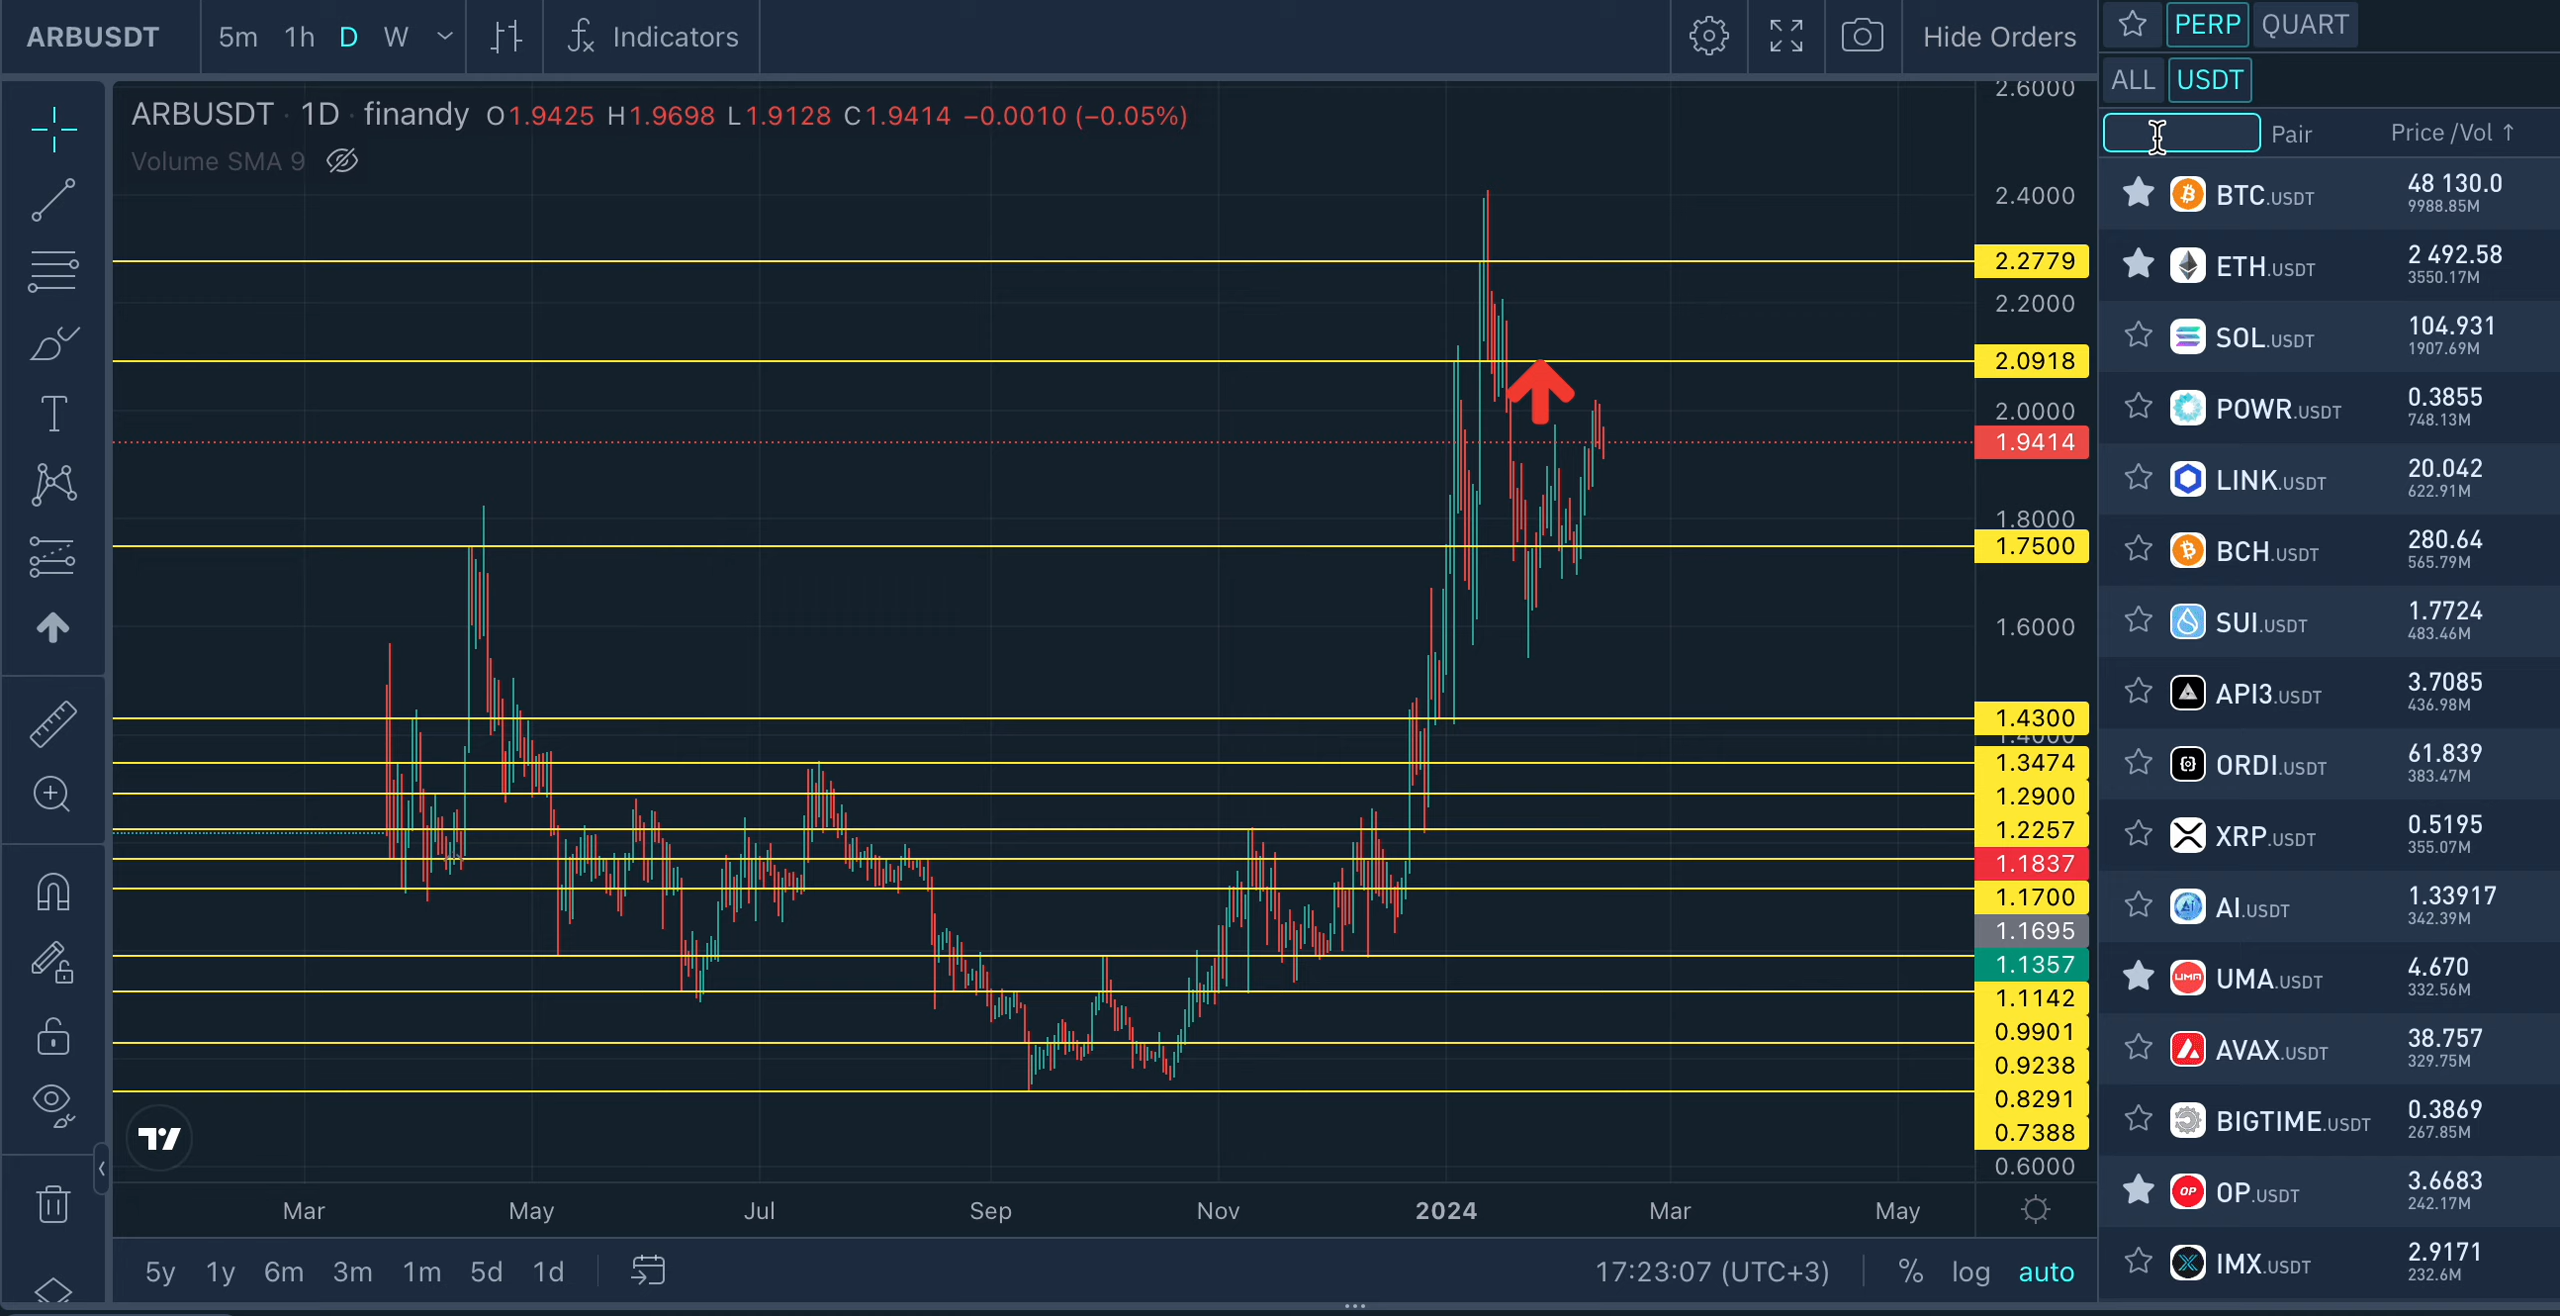 ARBUSDT 5m 1h D W Indicators Hide Orders
ARBUSDT · 1D · finandy O1.9425 H1.9698 L1.9128 C1.9414 −0.0010 (−0.05%)
Volume SMA 9
2.6000
2.4000
2.2779
2.2000
2.0918
2.0000
1.9414
1.8000
1.7500
1.6000
1.4300
1.4000
1.3474
1.2900
1.2257
1.1837
1.1700
1.1695
1.1357
1.1142
0.9901
0.9238
0.8291
0.7388
0.6000
Mar May Jul Sep Nov 2024 Mar May
5y 1y 6m 3m 1m 5d 1d 17:23:07 (UTC+3) % log auto
PERP QUART
ALL USDT
Pair Price /Vol ↑
BTC.USDT 48 130.0
9988.85M
ETH.USDT 2 492.58
3550.17M
SOL.USDT 104.931
1907.69M
POWR.USDT 0.3855
748.13M
LINK.USDT 20.042
622.91M
BCH.USDT 280.64
565.79M
SUI.USDT 1.7724
483.46M
API3.USDT 3.7085
436.98M
ORDI.USDT 61.839
383.47M
XRP.USDT 0.5195
355.07M
AI.USDT 1.33917
342.39M
UMA.USDT 4.670
332.56M
AVAX.USDT 38.757
329.75M
BIGTIME.USDT 0.3869
267.85M
OP OP.USDT 3.6683
242.17M
IMX.USDT 2.9171
232.6M